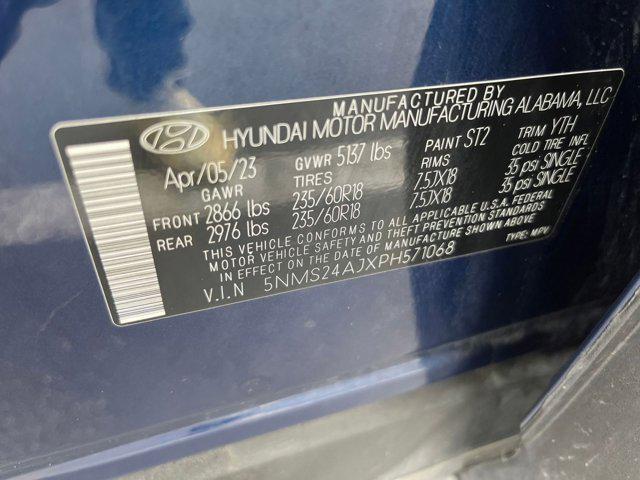 MANUFACTURED BY
HYUNDAI MOTOR MANUFACTURING ALABAMA, LLC
Apr/05/23 GVWR 5137 lbs PAINT ST2 TRIM YTH
GAWR TIRES RIMS COLD TIRE INFL
FRONT 2866 lbs 235/60R18 7.5JX18 35 psi SINGLE
REAR 2976 lbs 235/60R18 7.5JX18 35 psi SINGLE
THIS VEHICLE CONFORMS TO ALL APPLICABLE U.S.A. FEDERAL
MOTOR VEHICLE SAFETY AND THEFT PREVENTION STANDARDS
IN EFFECT ON THE DATE OF MANUFACTURE SHOWN ABOVE
V.I.N 5NMS24AJXPH571068 TYPE: MPV